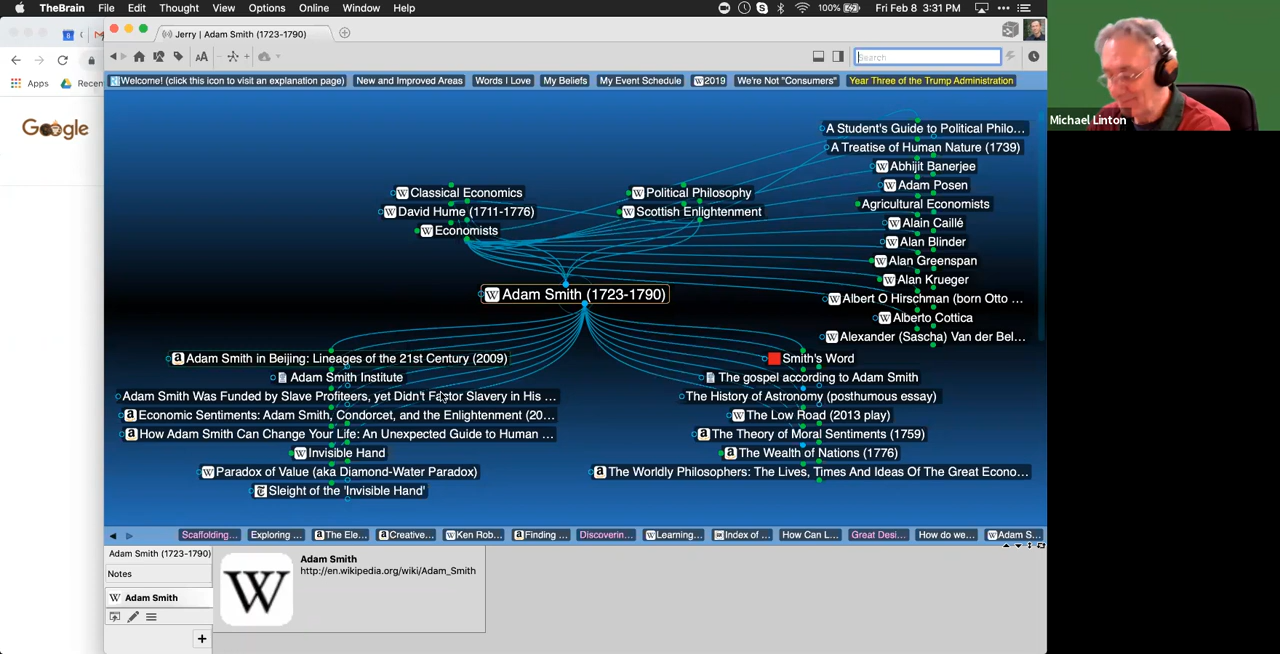 TheBrain File Edit Thought View Options Online Window Help 100% Fri Feb 8 3:31 PM
Jerry | Adam Smith (1723-1790)
Search
Apps Recen
Welcome! (click this icon to visit an explanation page) New and Improved Areas Words I Love My Beliefs My Event Schedule 2019 We're Not "Consumers" Year Three of the Trump Administration
Google
Michael Linton
A Student's Guide to Political Philo...
A Treatise of Human Nature (1739)
Abhijit Banerjee
Adam Posen
Agricultural Economists
Alain Caillé
Alan Blinder
Alan Greenspan
Alan Krueger
Albert O Hirschman (born Otto ...
Alberto Cottica
Alexander (Sascha) Van der Bel...
Classical Economics
David Hume (1711-1776)
Economists
Political Philosophy
Scottish Enlightenment
Adam Smith (1723-1790)
Adam Smith in Beijing: Lineages of the 21st Century (2009)
Adam Smith Institute
Adam Smith Was Funded by Slave Profiteers, yet Didn't Factor Slavery in His ...
Economic Sentiments: Adam Smith, Condorcet, and the Enlightenment (20...
How Adam Smith Can Change Your Life: An Unexpected Guide to Human ...
Invisible Hand
Paradox of Value (aka Diamond-Water Paradox)
Sleight of the 'Invisible Hand'
Smith's Word
The gospel according to Adam Smith
The History of Astronomy (posthumous essay)
The Low Road (2013 play)
The Theory of Moral Sentiments (1759)
The Wealth of Nations (1776)
The Worldly Philosophers: The Lives, Times And Ideas Of The Great Econo...
Scaffolding... Exploring ... The Ele... Creative... Ken Rob... Finding ... Discoverin... Learning... Index of ... How Can L... Great Desi... How do we... Adam S...
Adam Smith (1723-1790)
Notes
W Adam Smith
W
Adam Smith
http://en.wikipedia.org/wiki/Adam_Smith